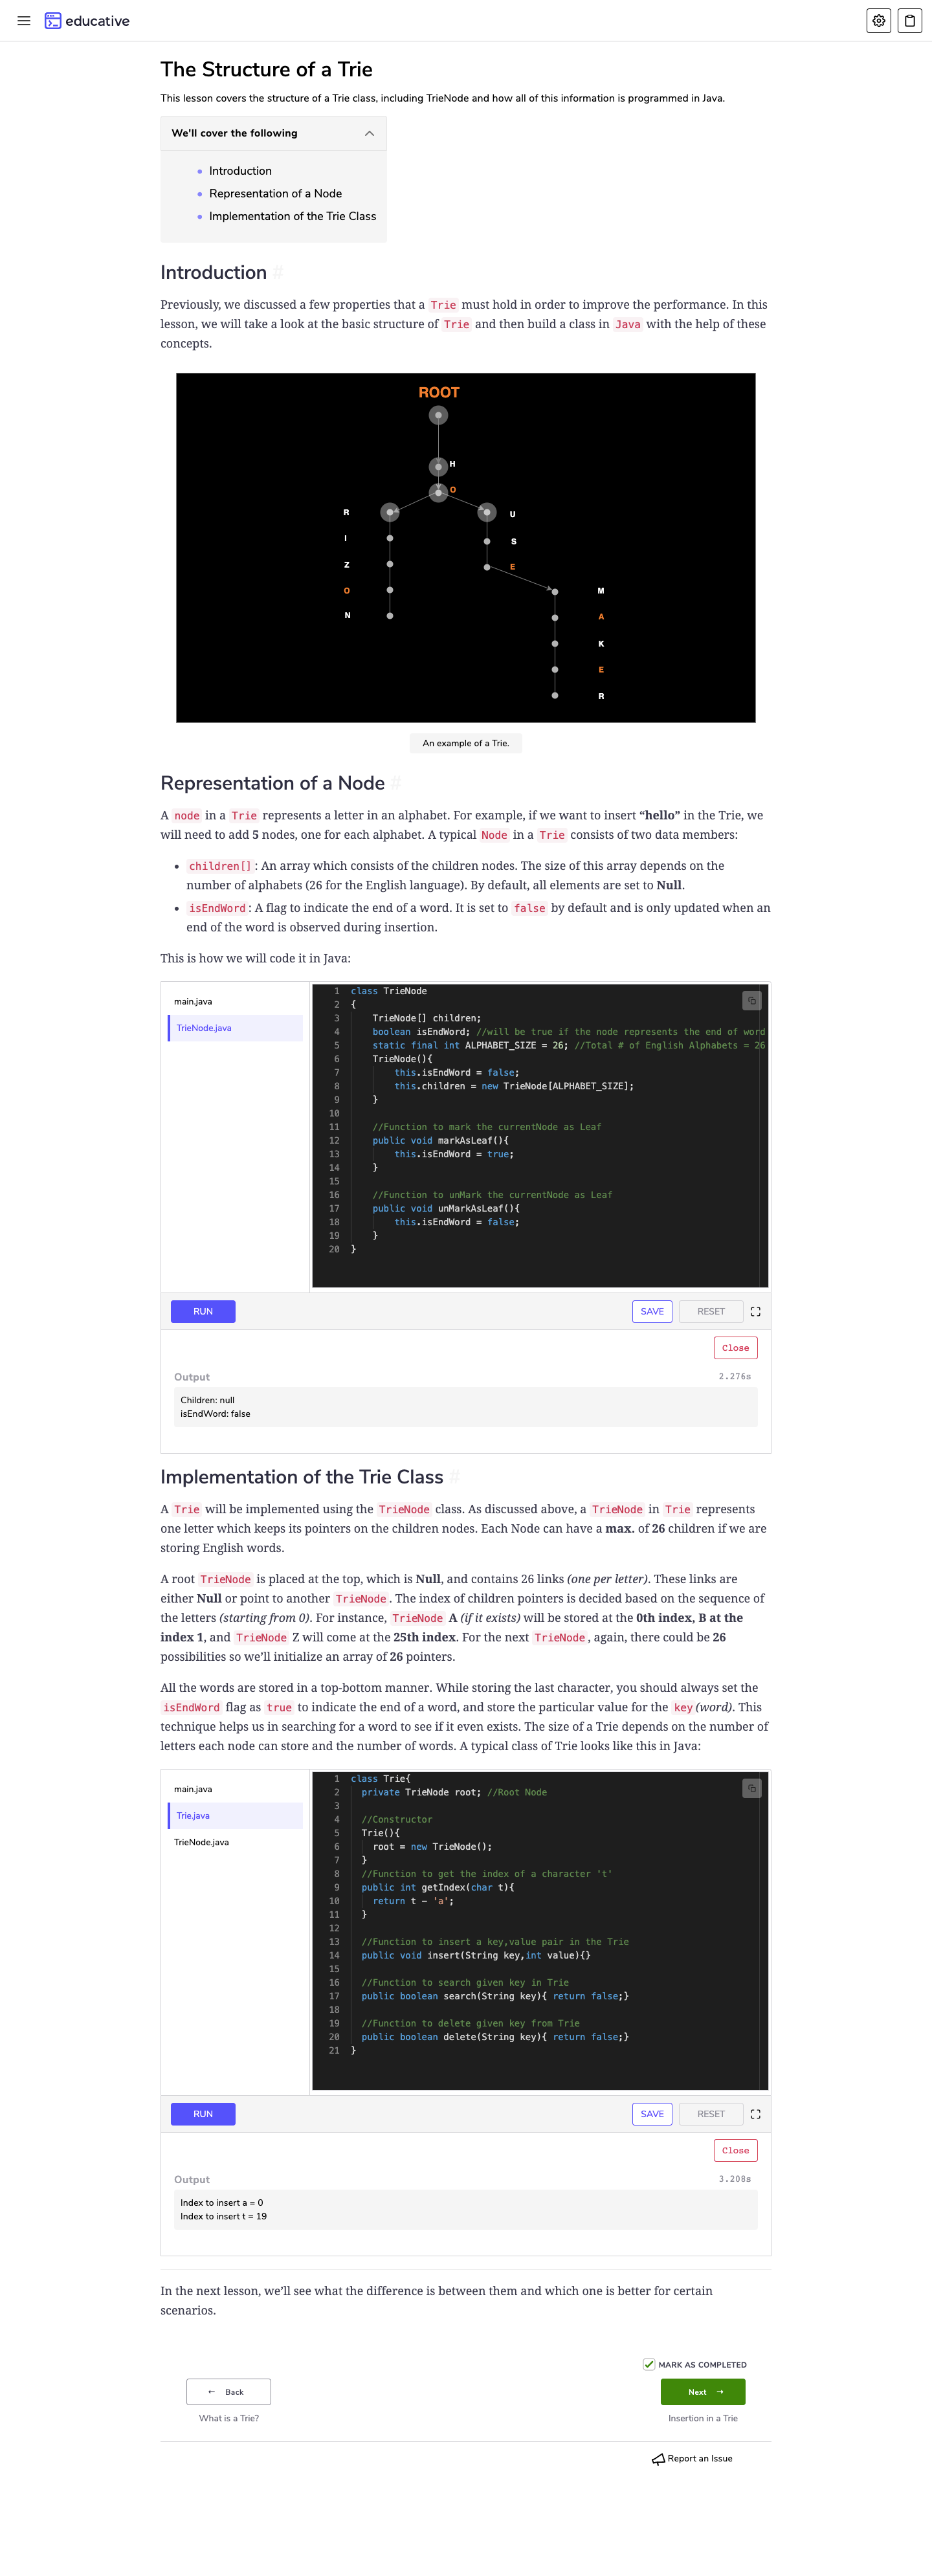 educative
The Structure of a Trie
This lesson covers the structure of a Trie class, including TrieNode and how all of this information is programmed in Java.
We'll cover the following
Introduction
Representation of a Node
Implementation of the Trie Class
Introduction #
Previously, we discussed a few properties that a Trie must hold in order to improve the performance. In this
lesson, we will take a look at the basic structure of Trie and then build a class in Java with the help of these
concepts.
ROOT
H
O
R
U
I
S
Z
E
O
M
N
A
K
E
R
An example of a Trie.
Representation of a Node #
A node in a Trie represents a letter in an alphabet. For example, if we want to insert “hello” in the Trie, we
will need to add 5 nodes, one for each alphabet. A typical Node in a Trie consists of two data members:
• children[]: An array which consists of the children nodes. The size of this array depends on the
number of alphabets (26 for the English language). By default, all elements are set to Null.
• isEndWord: A flag to indicate the end of a word. It is set to false by default and is only updated when an
end of the word is observed during insertion.
This is how we will code it in Java:
main.java
TrieNode.java
1 class TrieNode
2 {
3 TrieNode[] children;
4 boolean isEndWord; //will be true if the node represents the end of word
5 static final int ALPHABET_SIZE = 26; //Total # of English Alphabets = 26
6 TrieNode(){
7 this.isEndWord = false;
8 this.children = new TrieNode[ALPHABET_SIZE];
9 }
10
11 //Function to mark the currentNode as Leaf
12 public void markAsLeaf(){
13 this.isEndWord = true;
14 }
15
16 //Function to unMark the currentNode as Leaf
17 public void unMarkAsLeaf(){
18 this.isEndWord = false;
19 }
20 }
RUN
SAVE
RESET
Close
Output
2.276s
Children: null
isEndWord: false
Implementation of the Trie Class #
A Trie will be implemented using the TrieNode class. As discussed above, a TrieNode in Trie represents
one letter which keeps its pointers on the children nodes. Each Node can have a max. of 26 children if we are
storing English words.
A root TrieNode is placed at the top, which is Null, and contains 26 links (one per letter). These links are
either Null or point to another TrieNode. The index of children pointers is decided based on the sequence of
the letters (starting from 0). For instance, TrieNode A (if it exists) will be stored at the 0th index, B at the
index 1, and TrieNode Z will come at the 25th index. For the next TrieNode, again, there could be 26
possibilities so we’ll initialize an array of 26 pointers.
All the words are stored in a top-bottom manner. While storing the last character, you should always set the
isEndWord flag as true to indicate the end of a word, and store the particular value for the key (word). This
technique helps us in searching for a word to see if it even exists. The size of a Trie depends on the number of
letters each node can store and the number of words. A typical class of Trie looks like this in Java:
main.java
Trie.java
TrieNode.java
1 class Trie{
2 private TrieNode root; //Root Node
3
4 //Constructor
5 Trie(){
6 root = new TrieNode();
7 }
8 //Function to get the index of a character 't'
9 public int getIndex(char t){
10 return t - 'a';
11 }
12
13 //Function to insert a key,value pair in the Trie
14 public void insert(String key,int value){}
15
16 //Function to search given key in Trie
17 public boolean search(String key){ return false;}
18
19 //Function to delete given key from Trie
20 public boolean delete(String key){ return false;}
21 }
RUN
SAVE
RESET
Close
Output
3.208s
Index to insert a = 0
Index to insert t = 19
In the next lesson, we’ll see what the difference is between them and which one is better for certain
scenarios.
MARK AS COMPLETED
← Back
Next →
What is a Trie?
Insertion in a Trie
Report an Issue